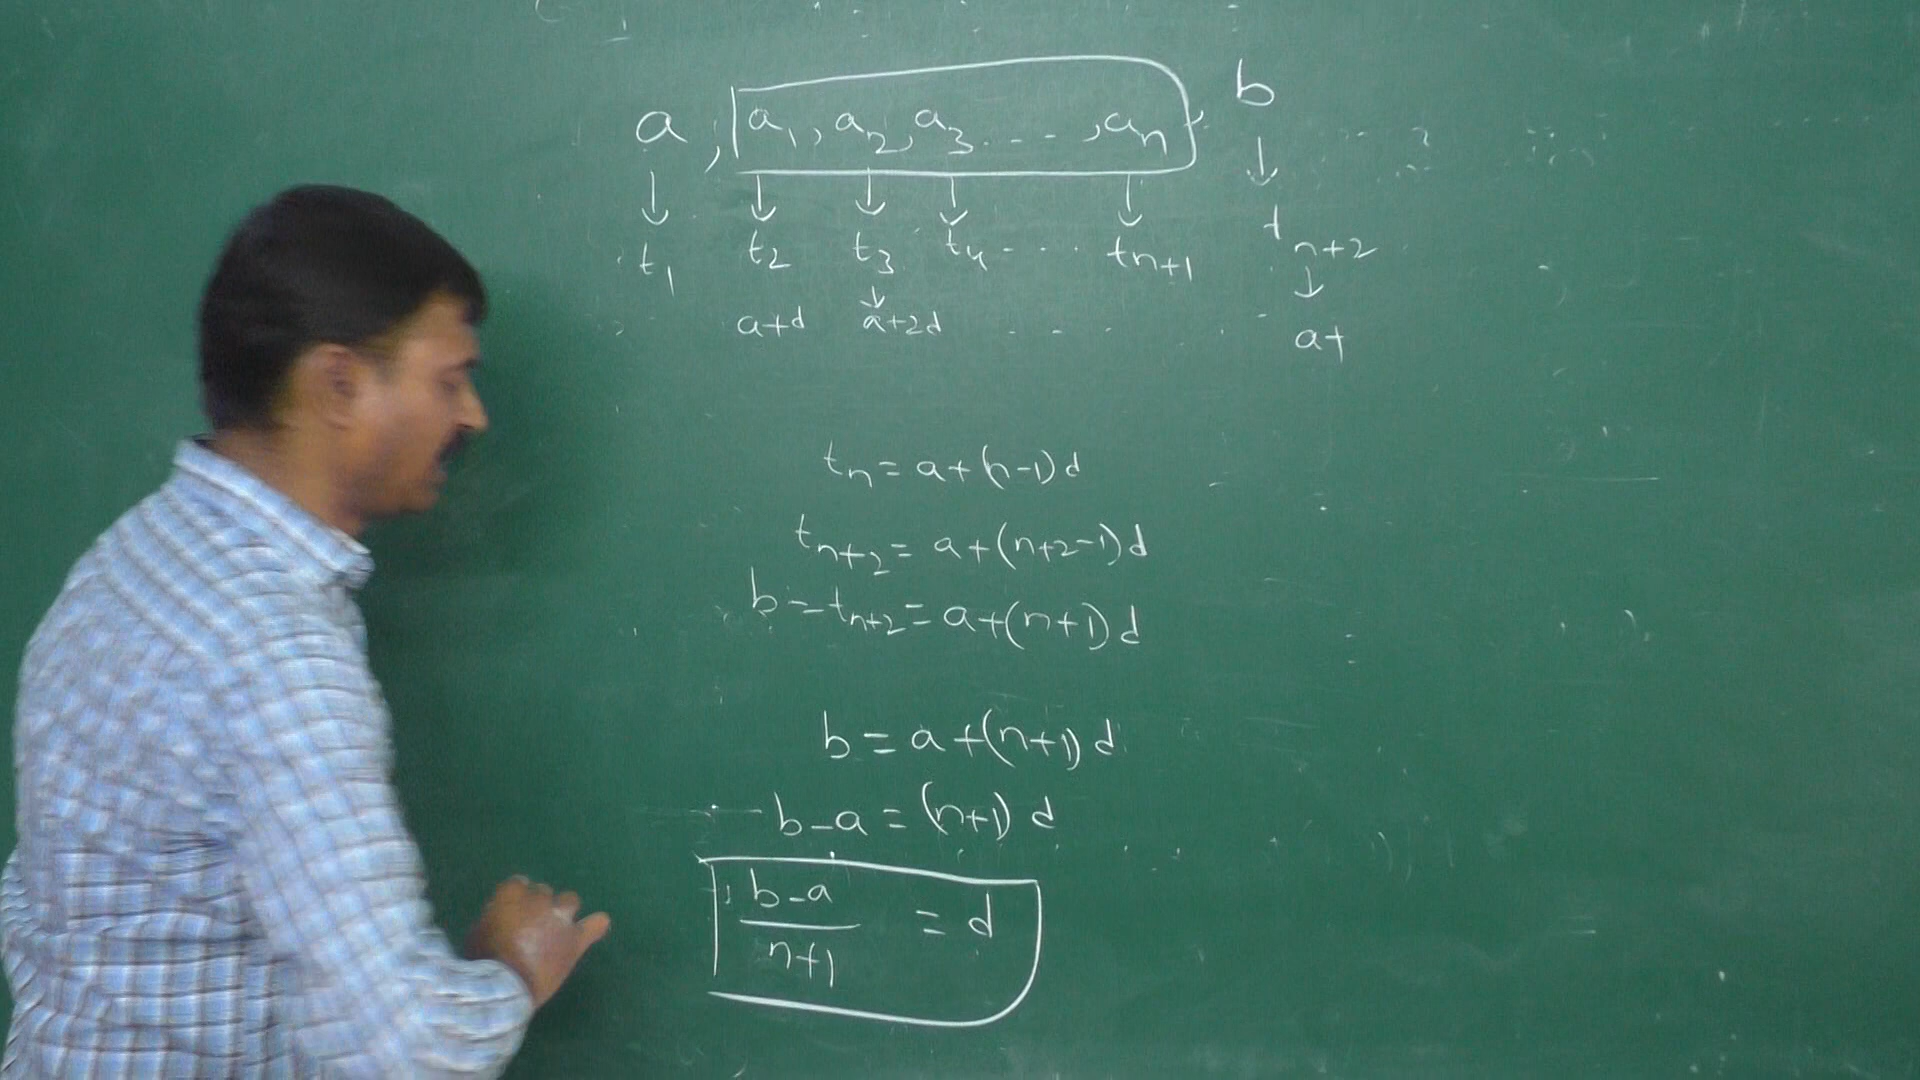 a, a₁, a₂, a₃ . - - - , aₙ, b
↓ ↓ ↓ ↓ ↓ ↓
t₁ t₂ t₃ t₄ - - - tₙ₊₁ tₙ₊₂
↓ ↓
a+d a+2d - - - a+
tₙ = a+(n-1)d
tₙ₊₂ = a+(n+2-1)d
b = tₙ₊₂ = a+(n+1)d
b = a+(n+1)d
b-a = (n+1)d
b-a/n+1 = d